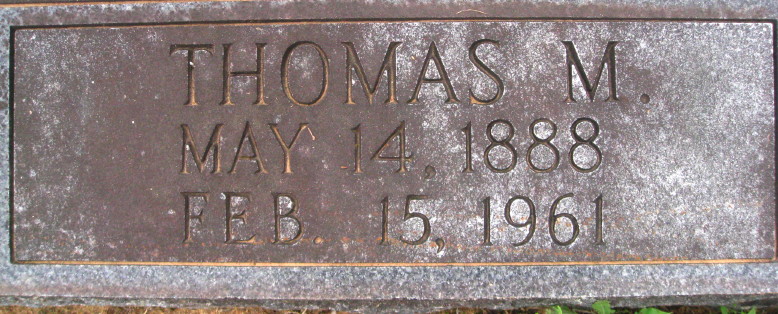 THOMAS M.
MAY 14, 1888
FEB. 15, 1961